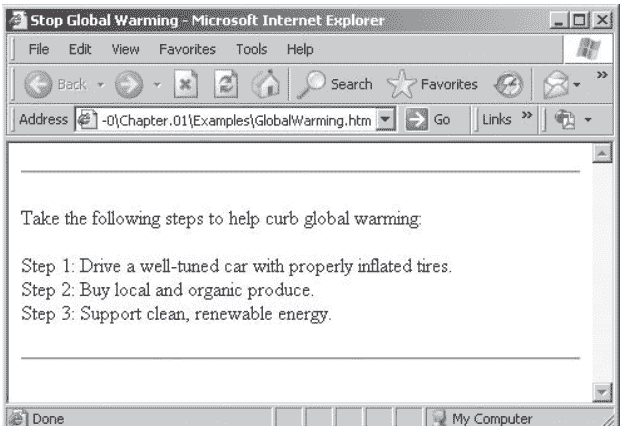 Stop Global Warming - Microsoft Internet Explorer
File Edit View Favorites Tools Help
Back Search Favorites »
Address -0\Chapter.01\Examples\GlobalWarming.htm Go Links »
Take the following steps to help curb global warming:
Step 1: Drive a well-tuned car with properly inflated tires.
Step 2: Buy local and organic produce.
Step 3: Support clean, renewable energy.
Done My Computer